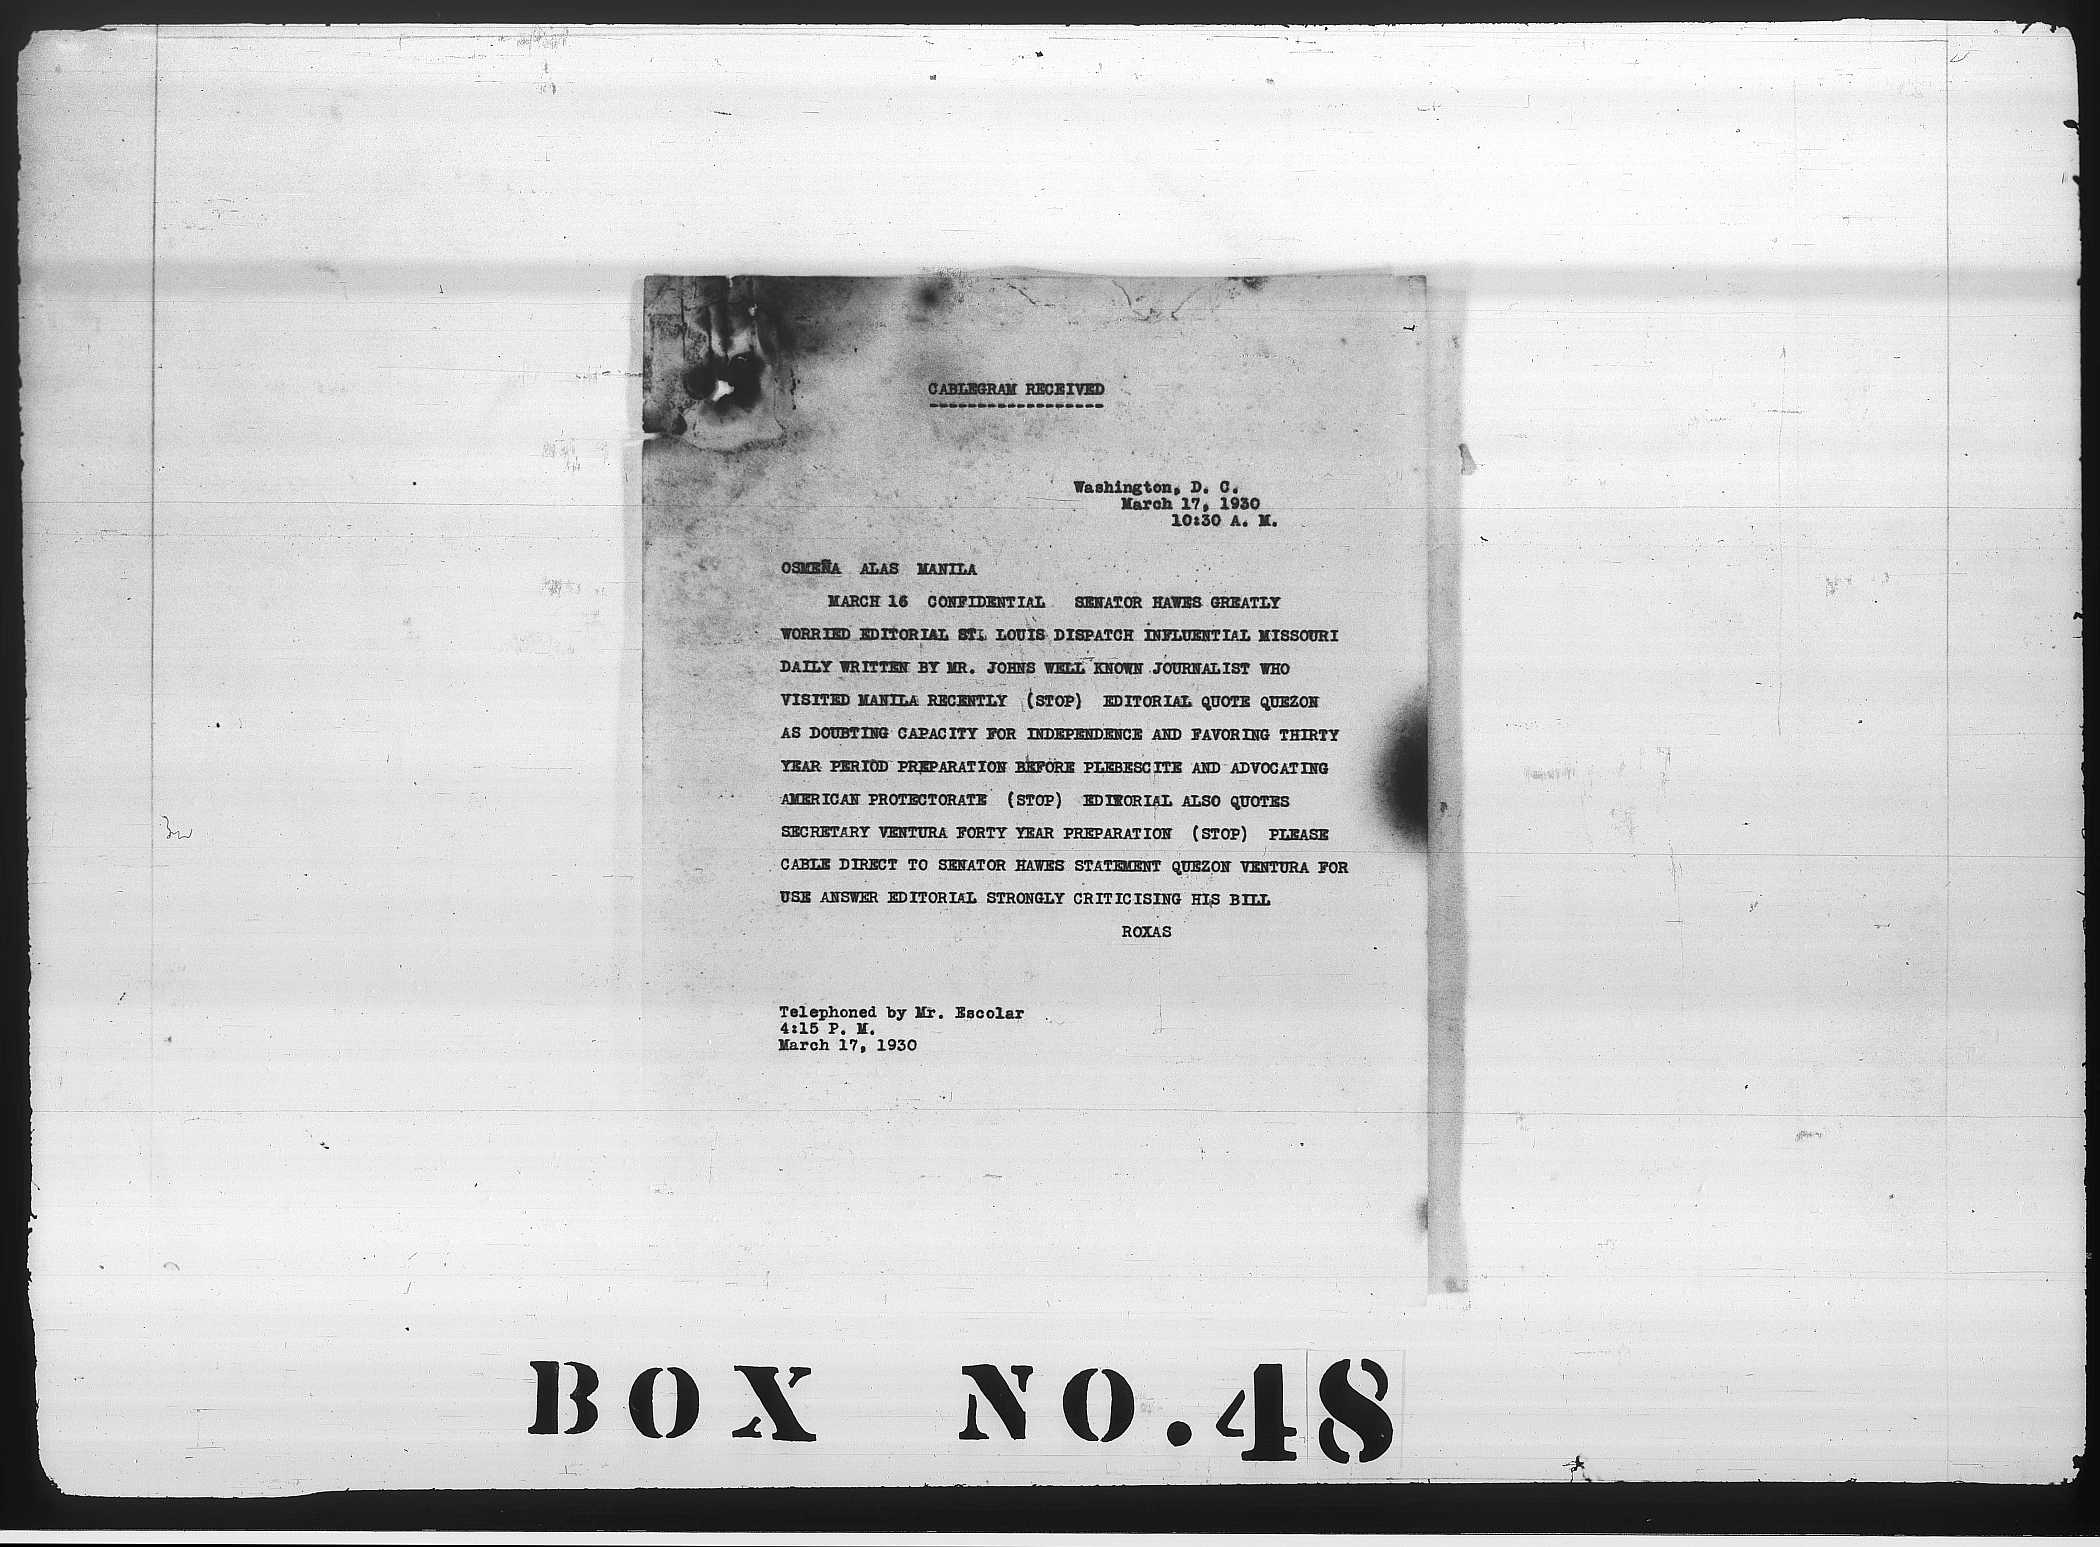 CABLEGRAM RECEIVED
Washington, D. C.
March 17, 1930
10:30 A. M.
OSMEÑA ALAS MANILA
MARCH 16 CONFIDENTIAL SENATOR HAWES GREATLY
WORRIED EDITORIAL ST. LOUIS DISPATCH INFLUENTIAL MISSOURI
DAILY WRITTEN BY MR. JOHNS WELL KNOWN JOURNALIST WHO
VISITED MANILA RECENTLY (STOP) EDITORIAL QUOTE QUEZON
AS DOUBTING CAPACITY FOR INDEPENDENCE AND FAVORING THIRTY
YEAR PERIOD PREPARATION BEFORE PLEBESCITE AND ADVOCATING
AMERICAN PROTECTORATE (STOP) EDITORIAL ALSO QUOTES
SECRETARY VENTURA FORTY YEAR PREPARATION (STOP) PLEASE
CABLE DIRECT TO SENATOR HAWES STATEMENT QUEZON VENTURA FOR
USE ANSWER EDITORIAL STRONGLY CRITICISING HIS BILL
ROXAS
Telephoned by Mr. Escolar
4:15 P. M.
March 17, 1930
BOX NO. 48